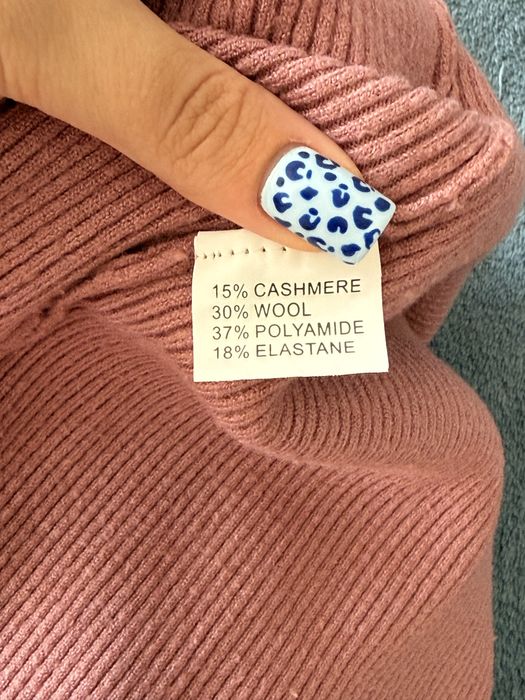 15% CASHMERE
30% WOOL
37% POLYAMIDE
18% ELASTANE